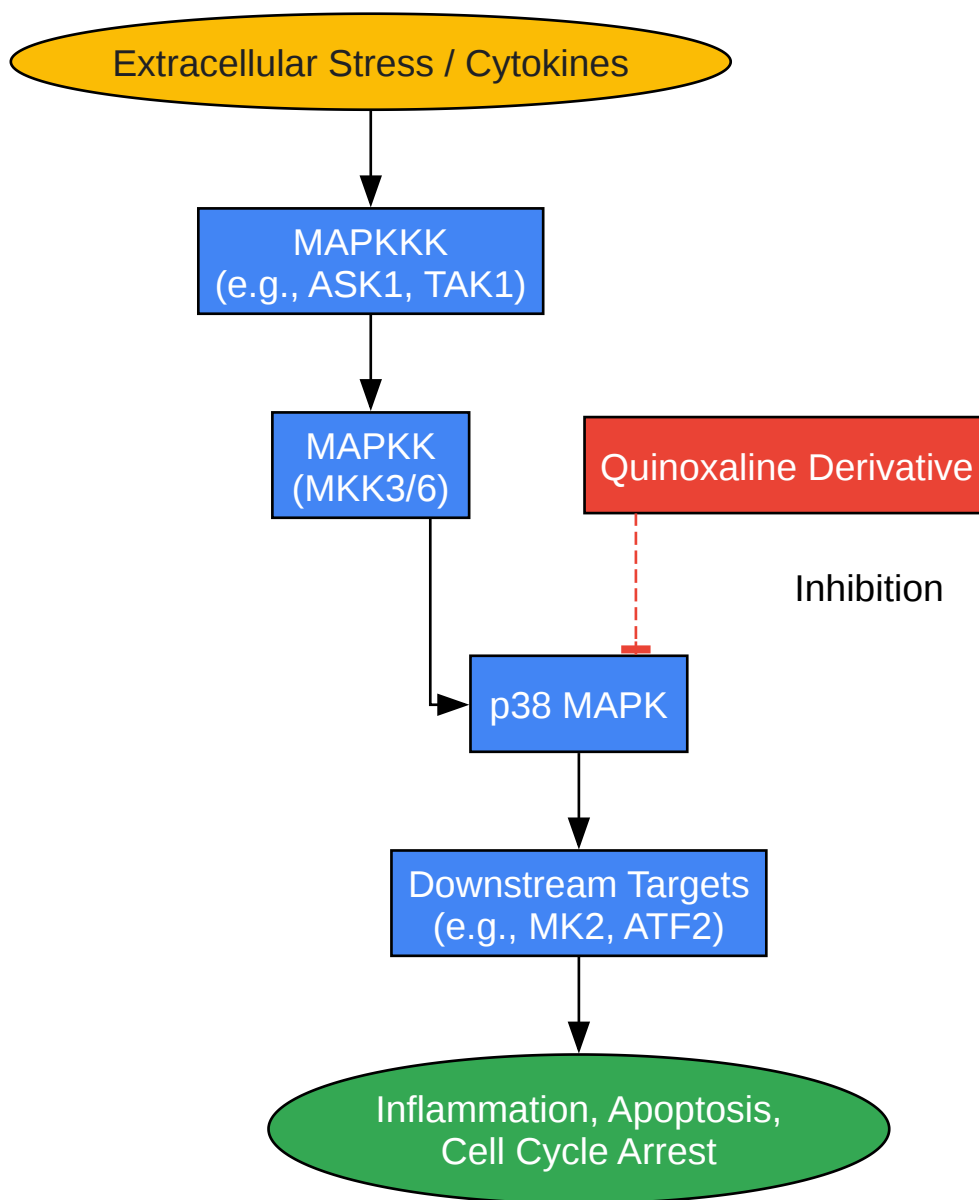 Extracellular Stress / Cytokines
MAPKKK
(e.g., ASK1, TAK1)
MAPKK
(MKK3/6)
Quinoxaline Derivative
Inhibition
p38 MAPK
Downstream Targets
(e.g., MK2, ATF2)
Inflammation, Apoptosis,
Cell Cycle Arrest